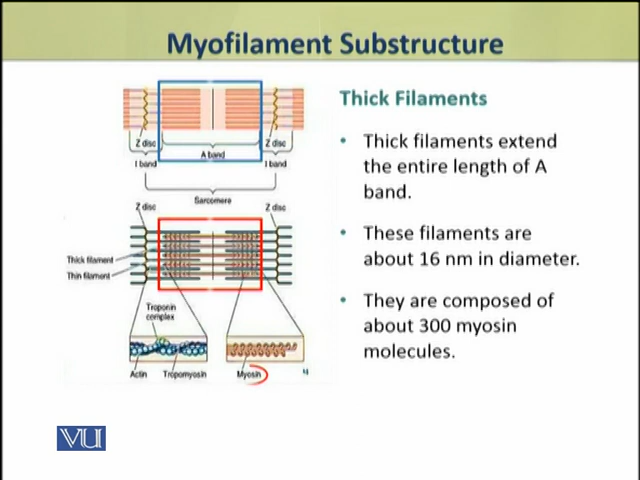 Myofilament Substructure
Z disc
Z disc
A band
I band
I band
Sarcomere
Z disc
Z disc
Thick filament
Thin filament
Troponin
complex
Actin
Tropomyosin
Myosin
Thick Filaments
• Thick filaments extend
the entire length of A
band.
• These filaments are
about 16 nm in diameter.
• They are composed of
about 300 myosin
molecules.
VU